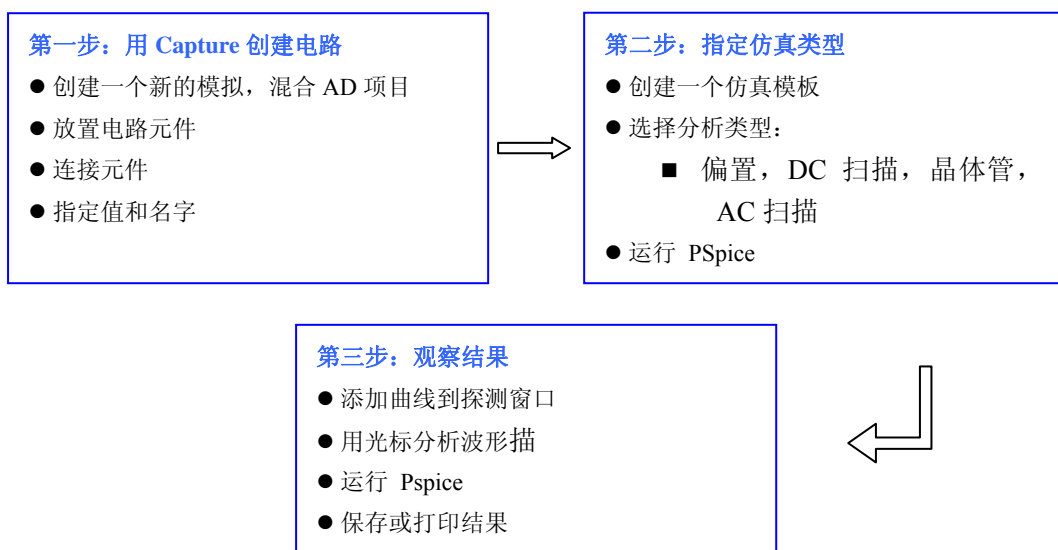 第一步：用 Capture 创建电路
● 创建一个新的模拟，混合 AD 项目
● 放置电路元件
● 连接元件
● 指定值和名字
第二步：指定仿真类型
● 创建一个仿真模板
● 选择分析类型：
■ 偏置，DC 扫描，晶体管，
AC 扫描
● 运行 PSpice
第三步：观察结果
● 添加曲线到探测窗口
● 用光标分析波形描
● 运行 Pspice
● 保存或打印结果